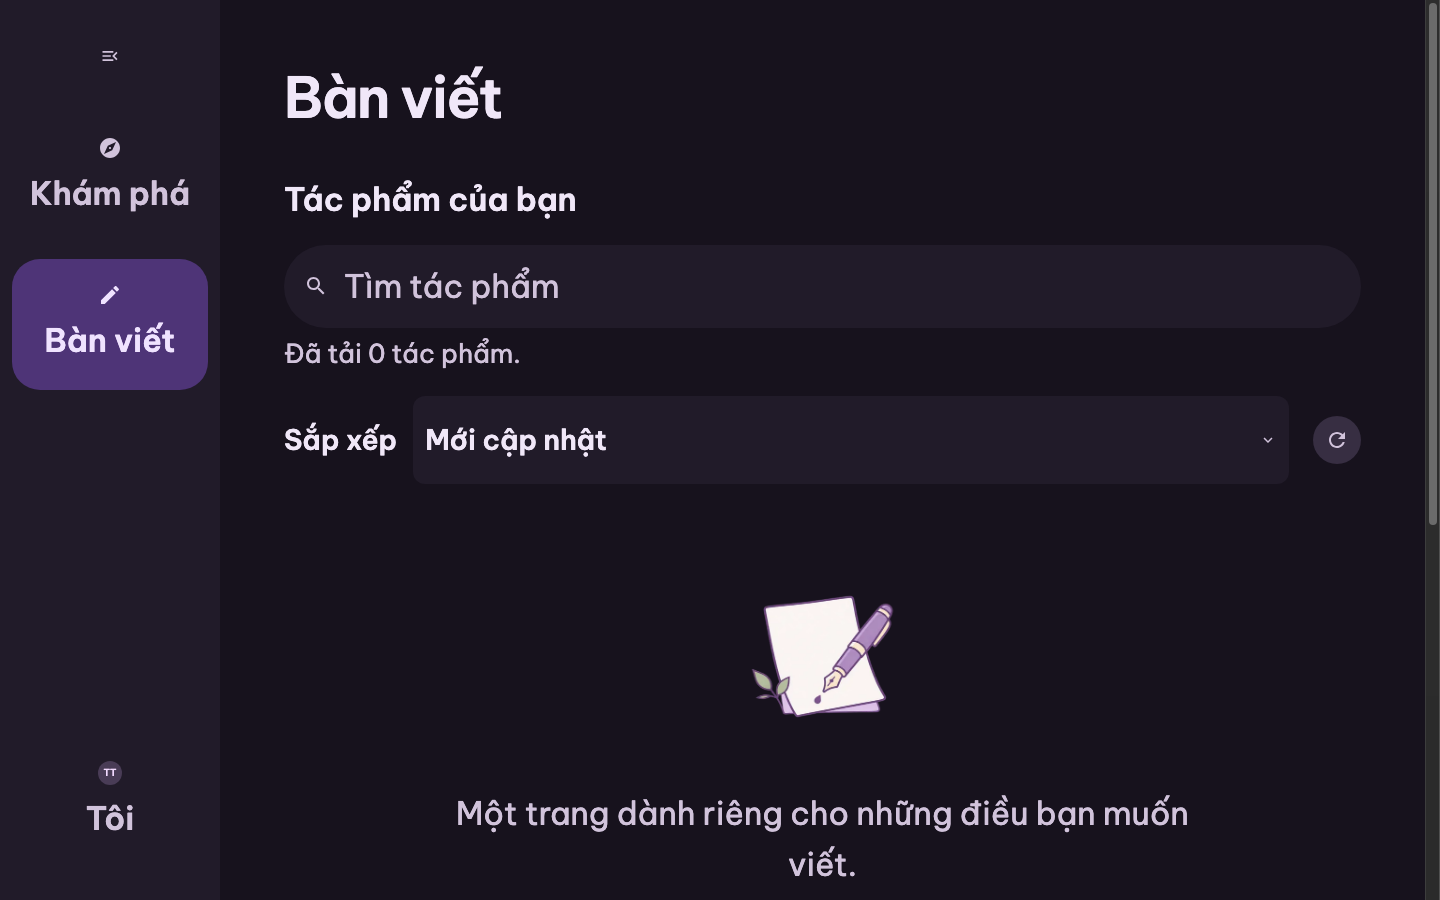 Khám phá
Bàn viết
TT
Tôi
Bàn viết
Tác phẩm của bạn
Tìm tác phẩm
Đã tải 0 tác phẩm.
Sắp xếp
Mới cập nhật
Một trang dành riêng cho những điều bạn muốn
viết.